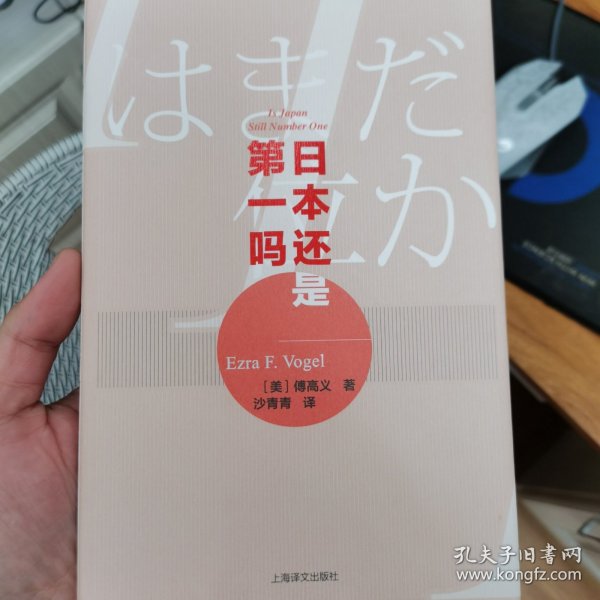 はまだ
位か
Is Japan
Still Number One
日本还是
第一吗
Ezra F. Vogel
[美] 傅高义 著
沙青青 译
上海译文出版社
孔夫子旧书网
www.kongfz.com